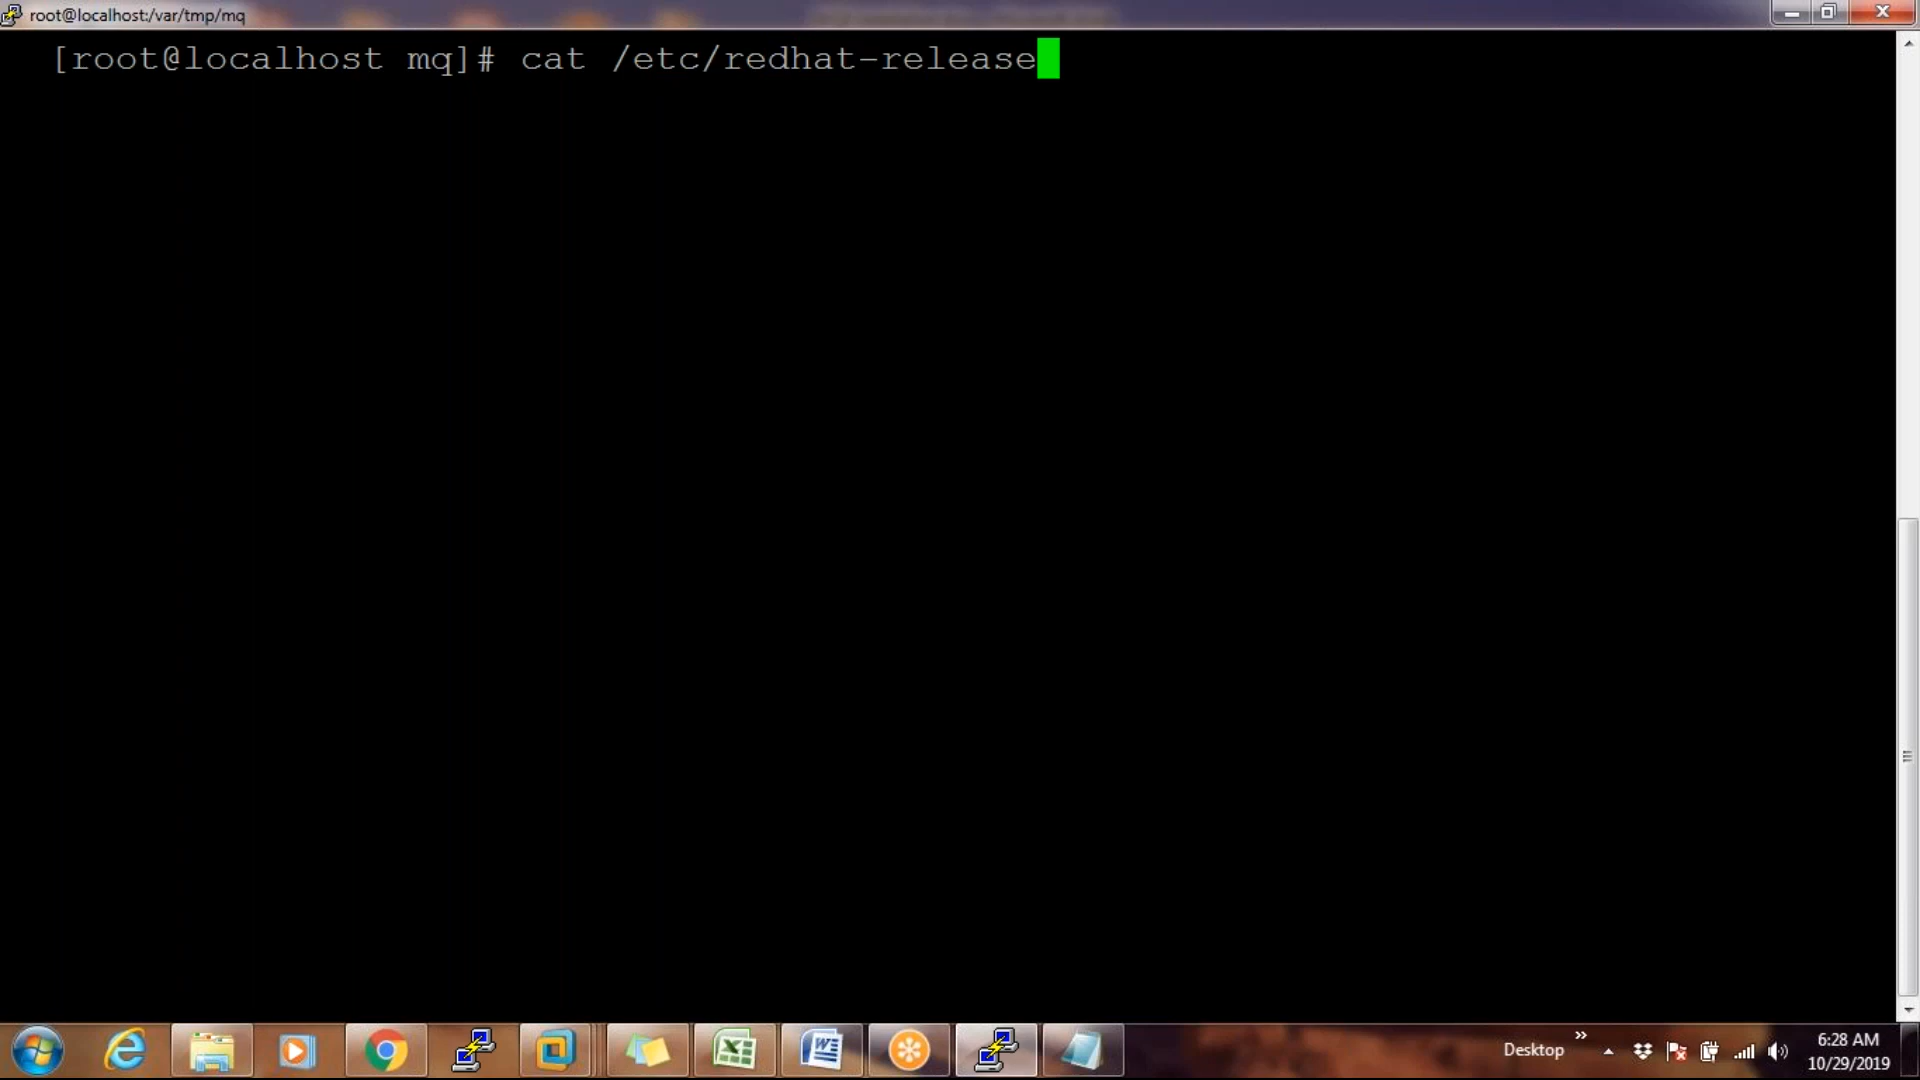 root@localhost:/var/tmp/mq
[root@localhost mq]# cat /etc/redhat-release
Desktop
6:28 AM
10/29/2019